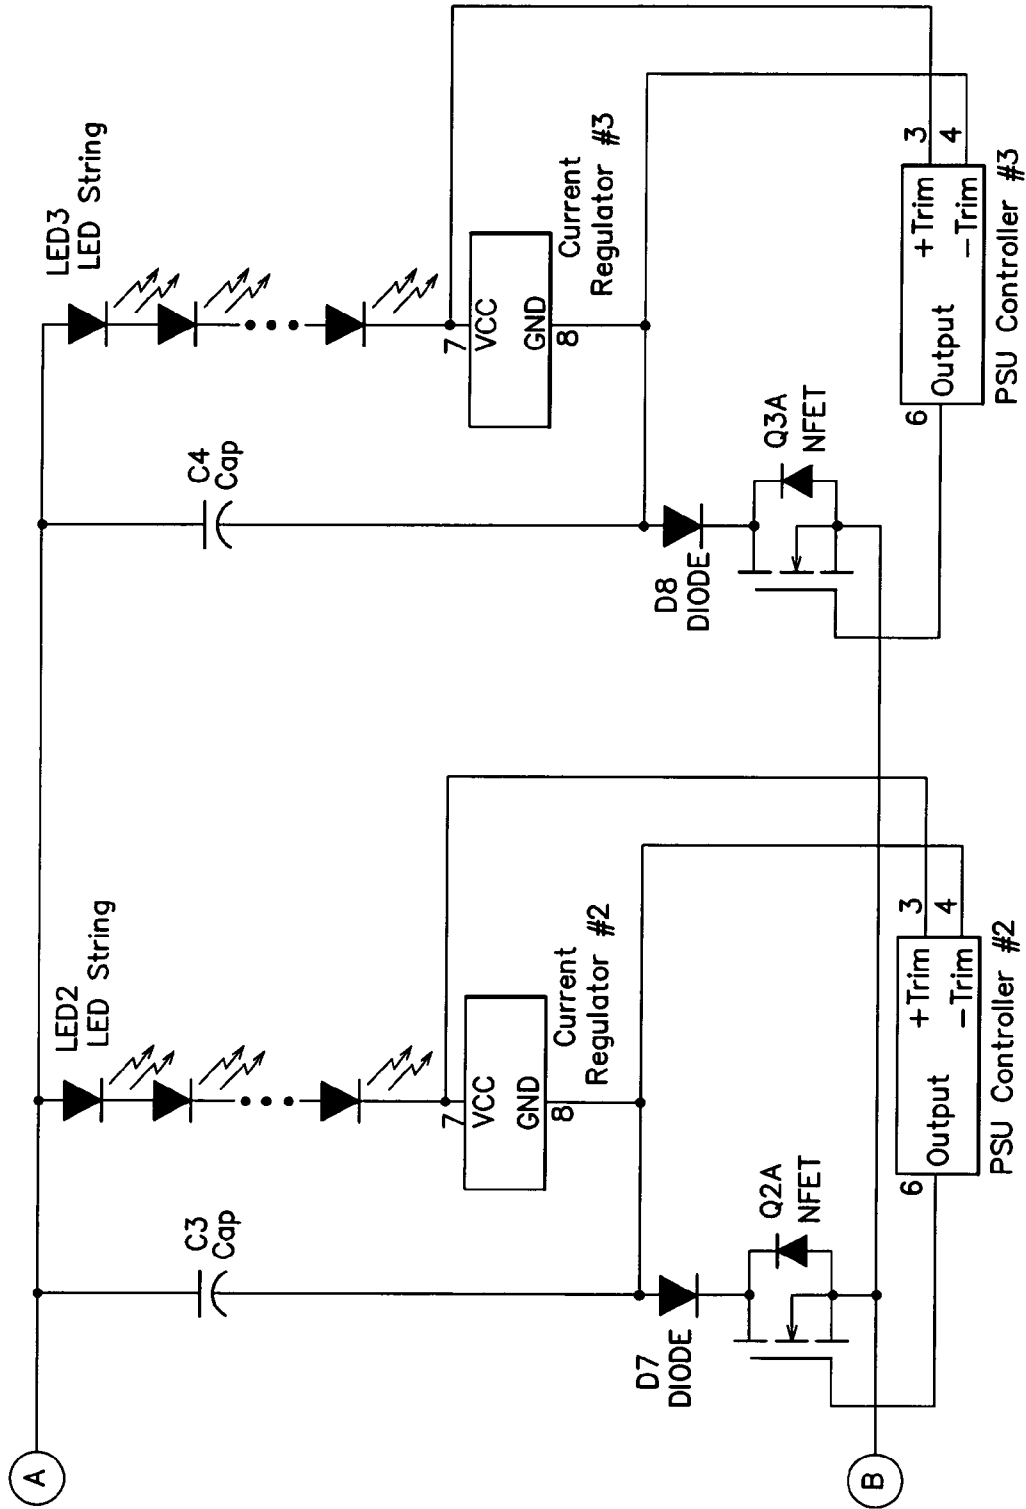 A
B
C3
Cap
LED2
LED String
7
VCC
GND
8
Current
Regulator #2
D7
DIODE
Q2A
NFET
6
Output
+Trim
-Trim
3
4
PSU Controller #2
C4
Cap
LED3
LED String
7
VCC
GND
8
Current
Regulator #3
D8
DIODE
Q3A
NFET
6
Output
+Trim
-Trim
3
4
PSU Controller #3